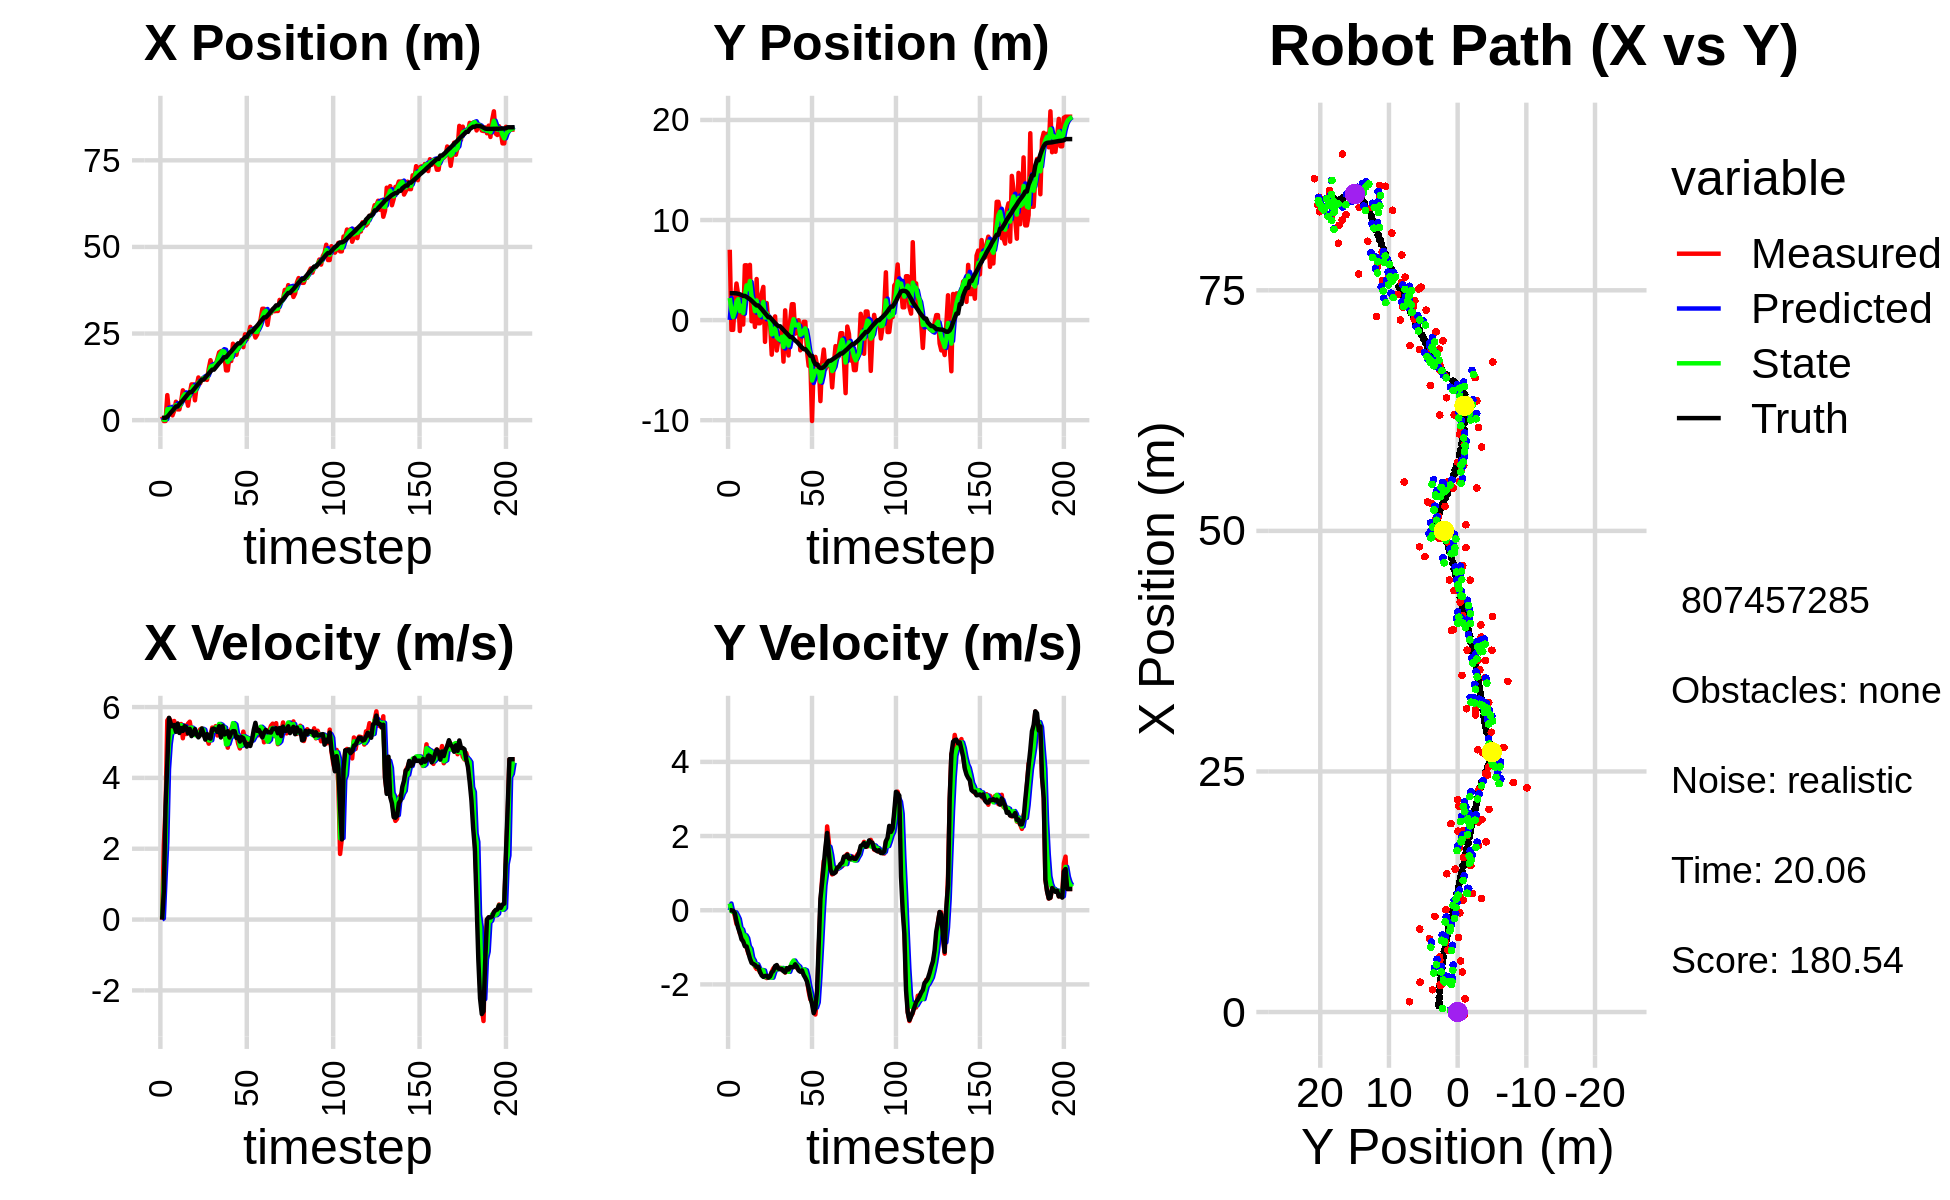 X Position (m)
75
50
25
0
0 50 100 150 200
timestep
Y Position (m)
20
10
0
-10
0 50 100 150 200
timestep
X Velocity (m/s)
6
4
2
0
-2
0 50 100 150 200
timestep
Y Velocity (m/s)
4
2
0
-2
0 50 100 150 200
timestep
Robot Path (X vs Y)
X Position (m)
75
50
25
0
20 10 0 -10 -20
Y Position (m)
variable
Measured
Predicted
State
Truth
807457285
Obstacles: none
Noise: realistic
Time: 20.06
Score: 180.54